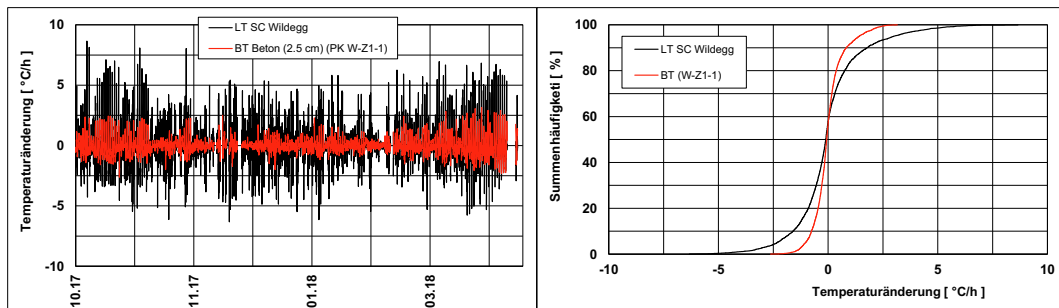 LT SC Wildegg
BT Beton (2.5 cm) (PK W-Z1-1)
Temperaturänderung [ °C/h ]
10
5
0
-5
-10
10.17
11.17
01.18
03.18
LT SC Wildegg
BT (W-Z1-1)
Summenhäufigketi [ % ]
100
80
60
40
20
0
-10
-5
0
5
10
Temperaturänderung [ °C/h ]